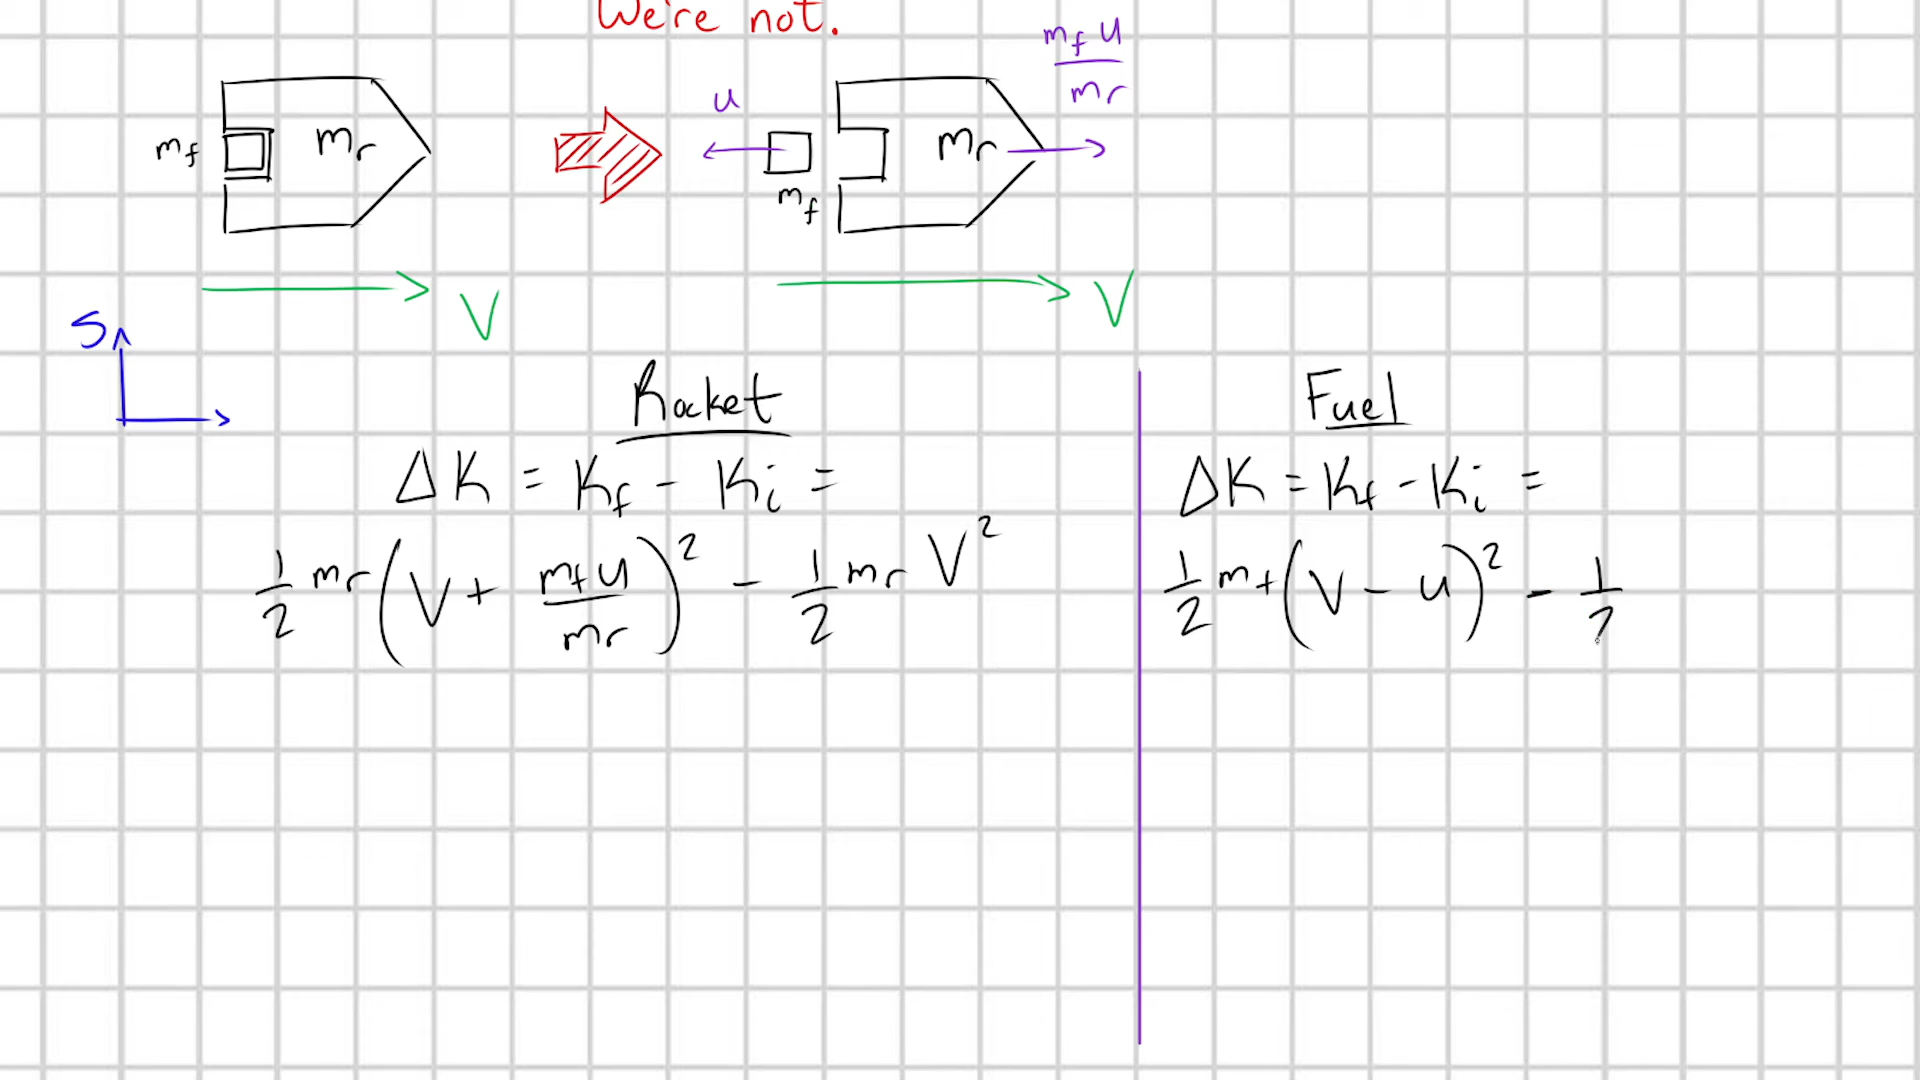 We're not.
m_f u / m_r
u
m_f m_r
m_r
m_f
V V
S
Rocket
ΔK = K_f - K_i =
1/2 m_r (V + m_f u / m_r)² - 1/2 m_r V²
Fuel
ΔK = K_f - K_i =
1/2 m_f (V - u)² - 1/2